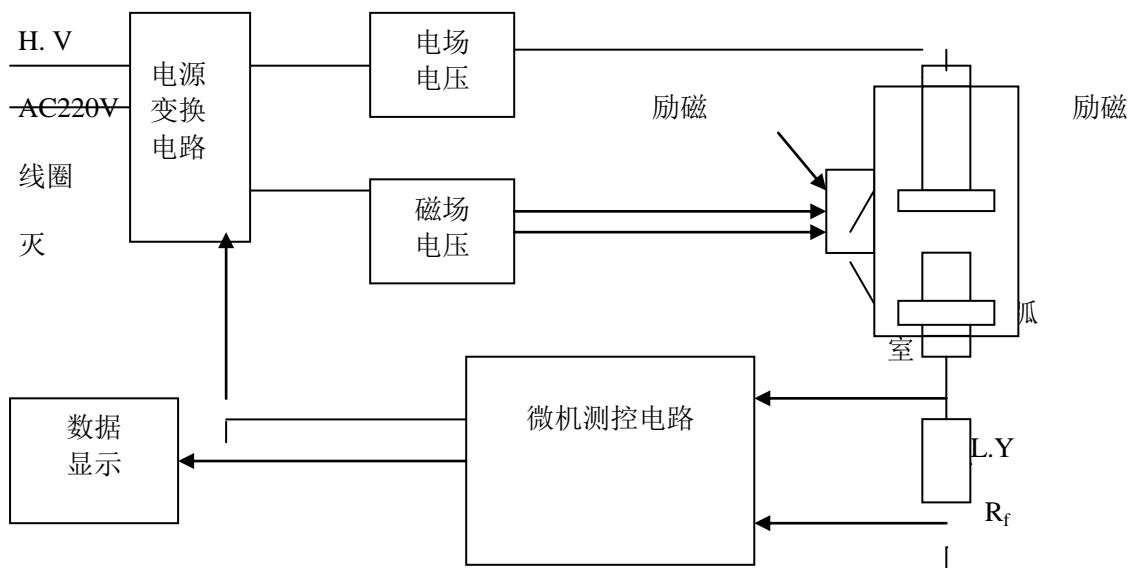 H. V
AC220V
线圈
灭
电源
变换
电路
电场
电压
磁场
电压
励磁
励磁
弧
室
数据
显示
微机测控电路
L.Y
Rf